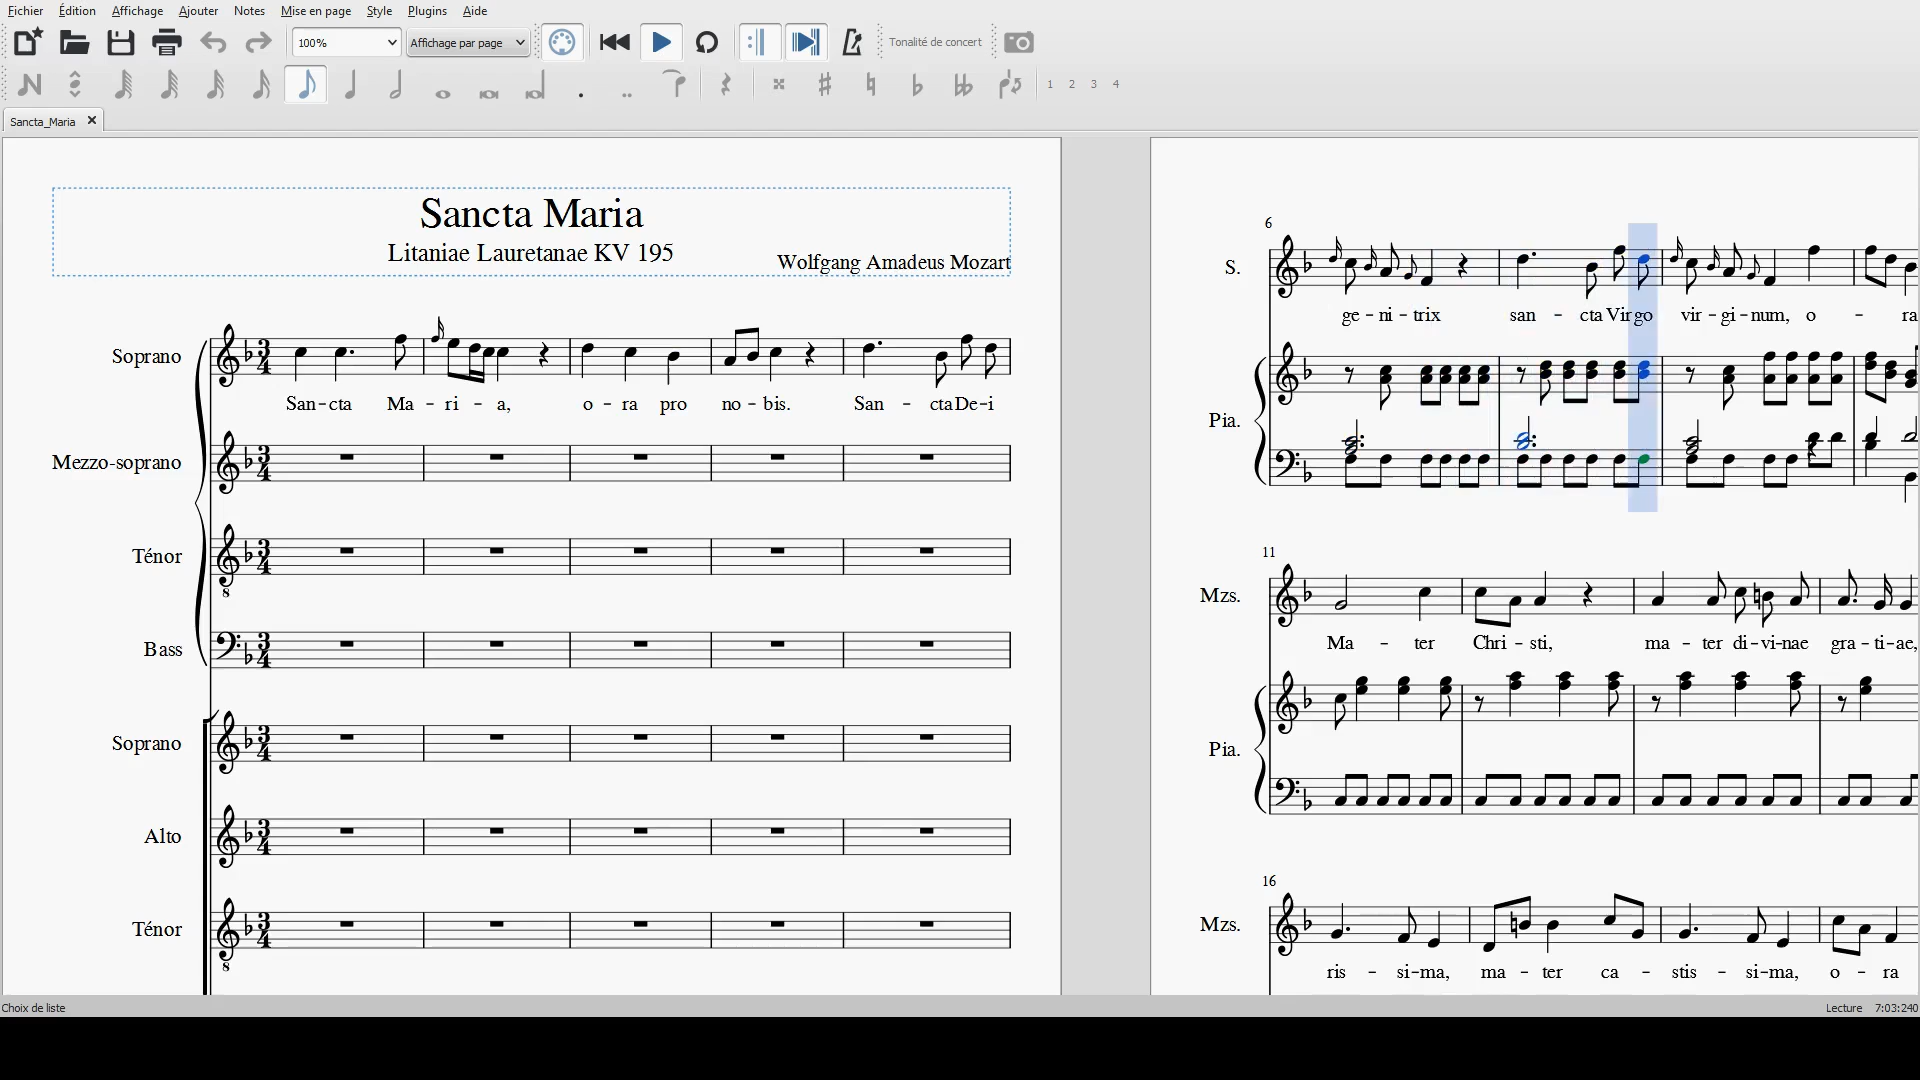 Fichier Édition Affichage Ajouter Notes Mise en page Style Plugins Aide
100% Affichage par page Tonalité de concert
1 2 3 4
Sancta_Maria
Sancta Maria
Litaniae Lauretanae KV 195
Wolfgang Amadeus Mozart
Soprano
San-cta Ma - ri - a, o - ra pro no - bis. San - cta De-i
Mezzo-soprano
Ténor
Bass
Soprano
Alto
Ténor
6
S.
ge - ni - trix san - cta Virgo vir - gi - num, o - ra
Pia.
11
Mzs.
Ma - ter Chri - sti, ma - ter di - vi-nae gra - ti - ae,
Pia.
16
Mzs.
ris - si-ma, ma - ter ca - stis - si-ma, o - ra
Choix de liste
Lecture 7:03:240